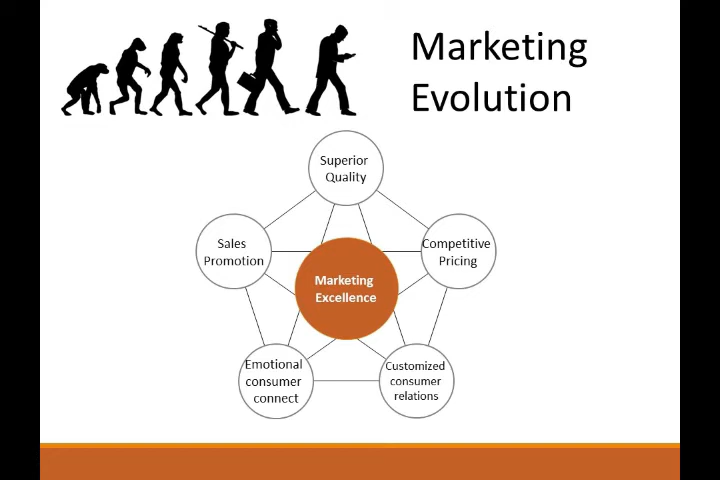 Marketing
Evolution
Superior
Quality
Sales
Promotion
Competitive
Pricing
Marketing
Excellence
Emotional
consumer
connect
Customized
consumer
relations